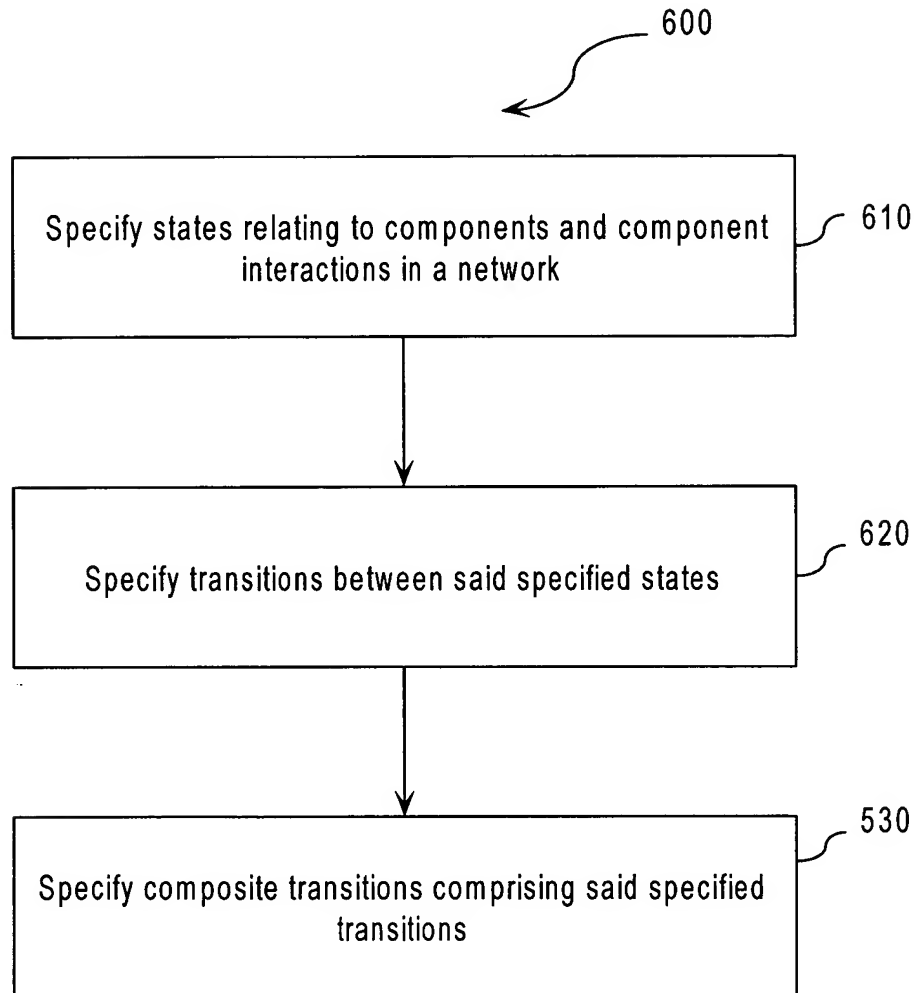 600
Specify states relating to components and component
interactions in a network
610
Specify transitions between said specified states
620
Specify composite transitions comprising said specified
transitions
530